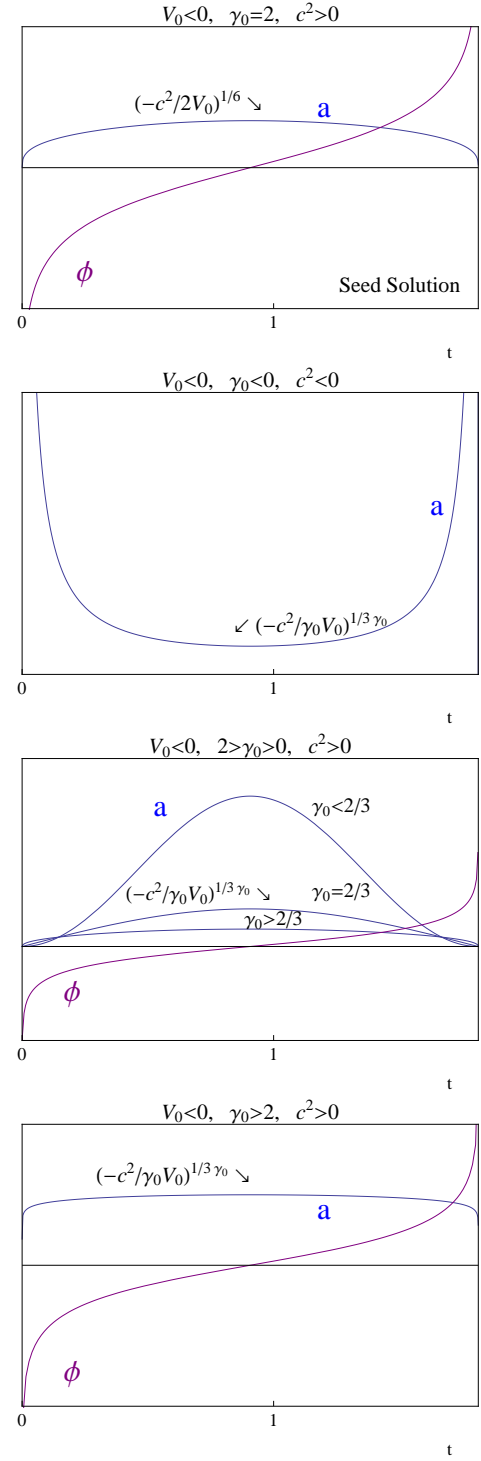 V₀<0, γ₀=2, c²>0
(-c²/2V₀)^1/6 ↘
a
ϕ
Seed Solution
0 1
t
V₀<0, γ₀<0, c²<0
a
↙ (-c²/γ₀V₀)^1/3 γ₀
0 1
t
V₀<0, 2>γ₀>0, c²>0
a
γ₀<2/3
(-c²/γ₀V₀)^1/3 γ₀ ↘
γ₀=2/3
γ₀>2/3
ϕ
0 1
t
V₀<0, γ₀>2, c²>0
(-c²/γ₀V₀)^1/3 γ₀ ↘
a
ϕ
0 1
t